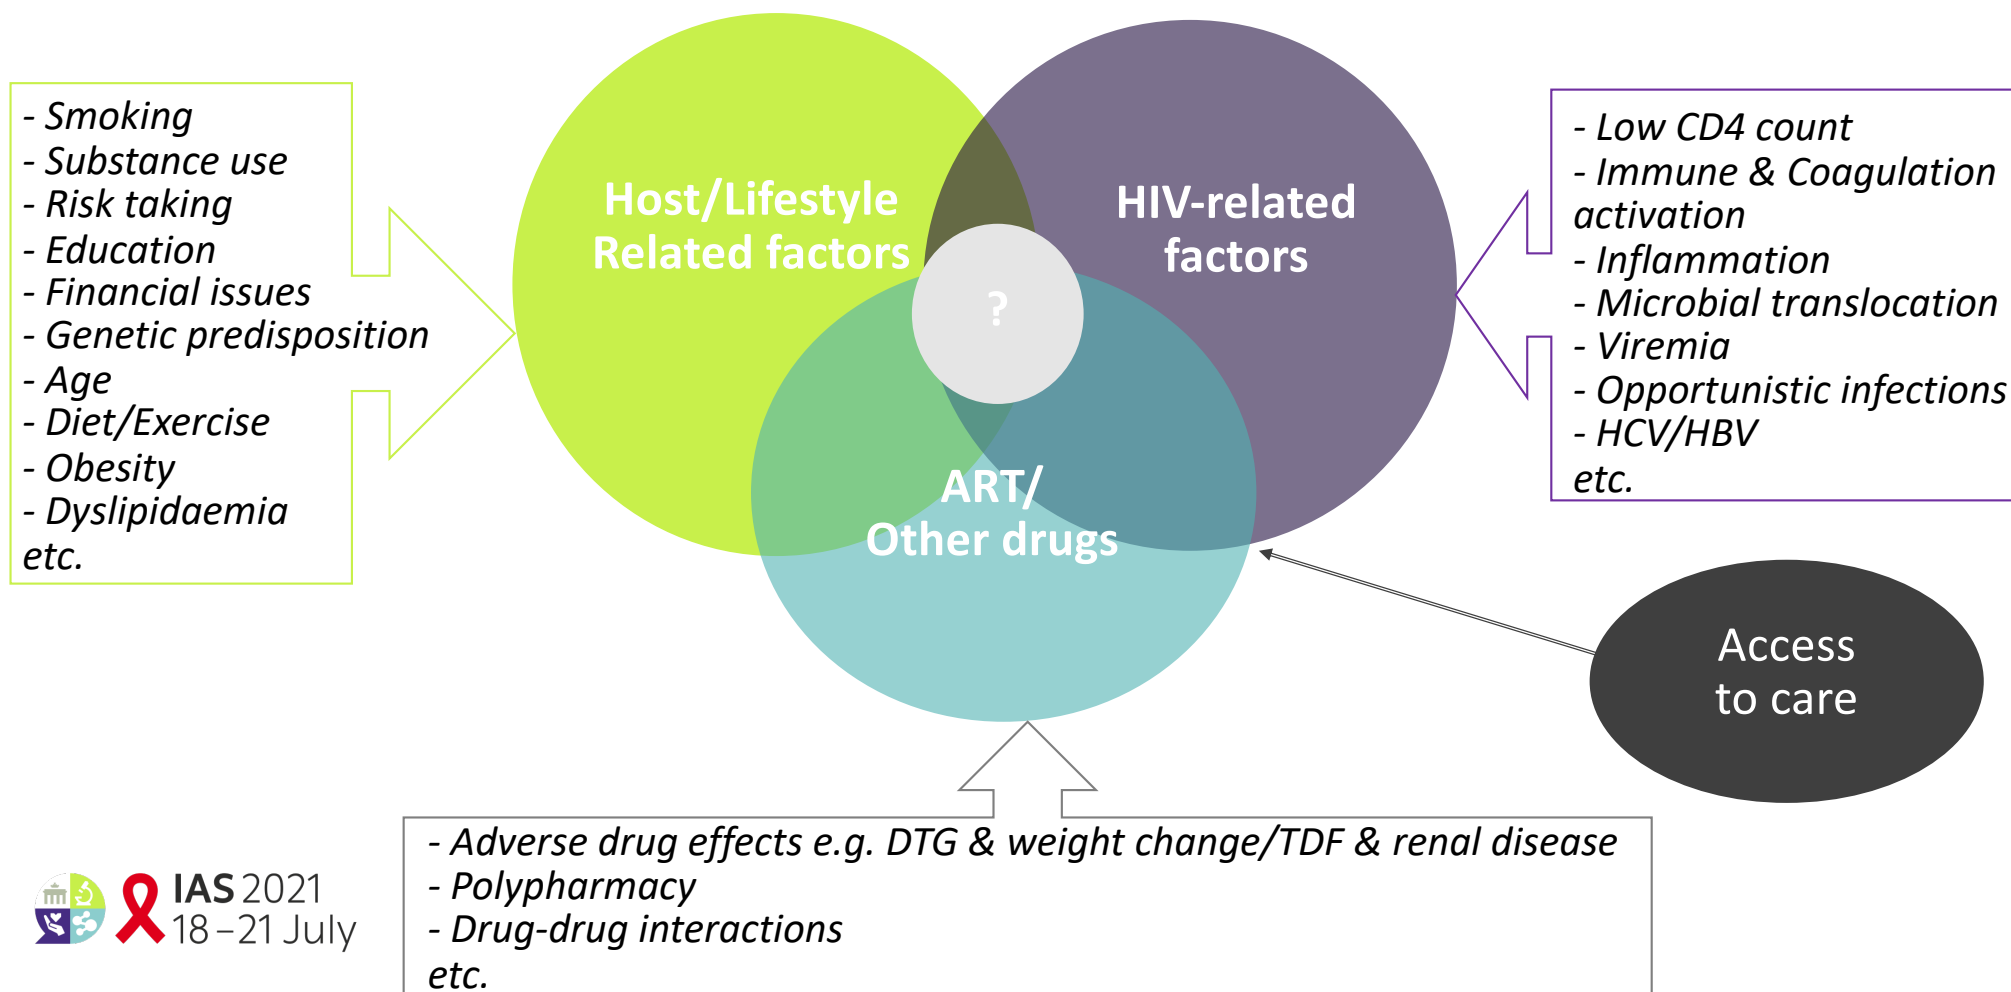 - Smoking
- Substance use
- Risk taking
- Education
- Financial issues
- Genetic predisposition
- Age
- Diet/Exercise
- Obesity
- Dyslipidaemia
etc.
Host/Lifestyle
Related factors
HIV-related
factors
?
ART/
Other drugs
- Low CD4 count
- Immune & Coagulation
activation
- Inflammation
- Microbial translocation
- Viremia
- Opportunistic infections
- HCV/HBV
etc.
Access
to care
- Adverse drug effects e.g. DTG & weight change/TDF & renal disease
- Polypharmacy
- Drug-drug interactions
etc.
IAS 2021
18–21 July